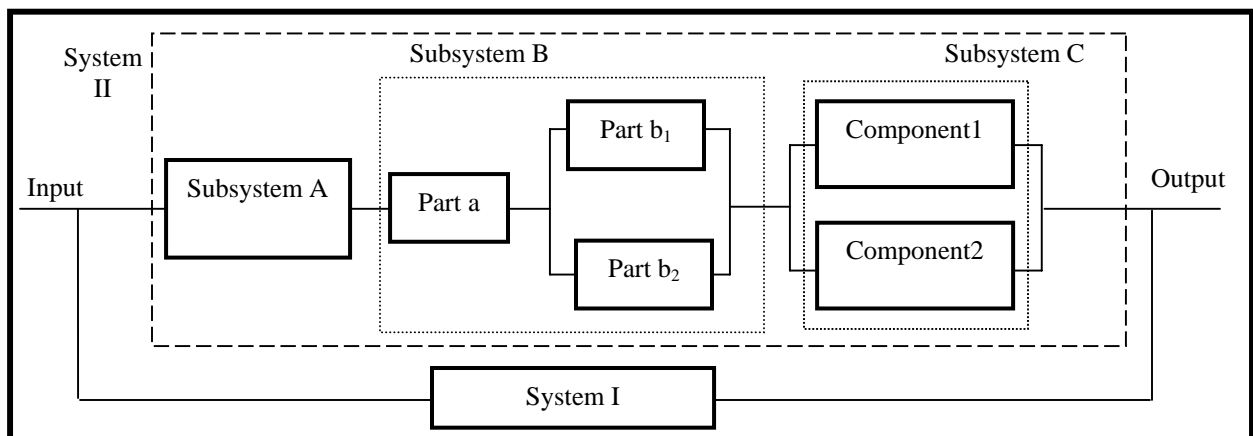 Subsystem B
Subsystem C
System
II
Part b₁
Component1
Input
Subsystem A
Part a
Output
Part b₂
Component2
System I